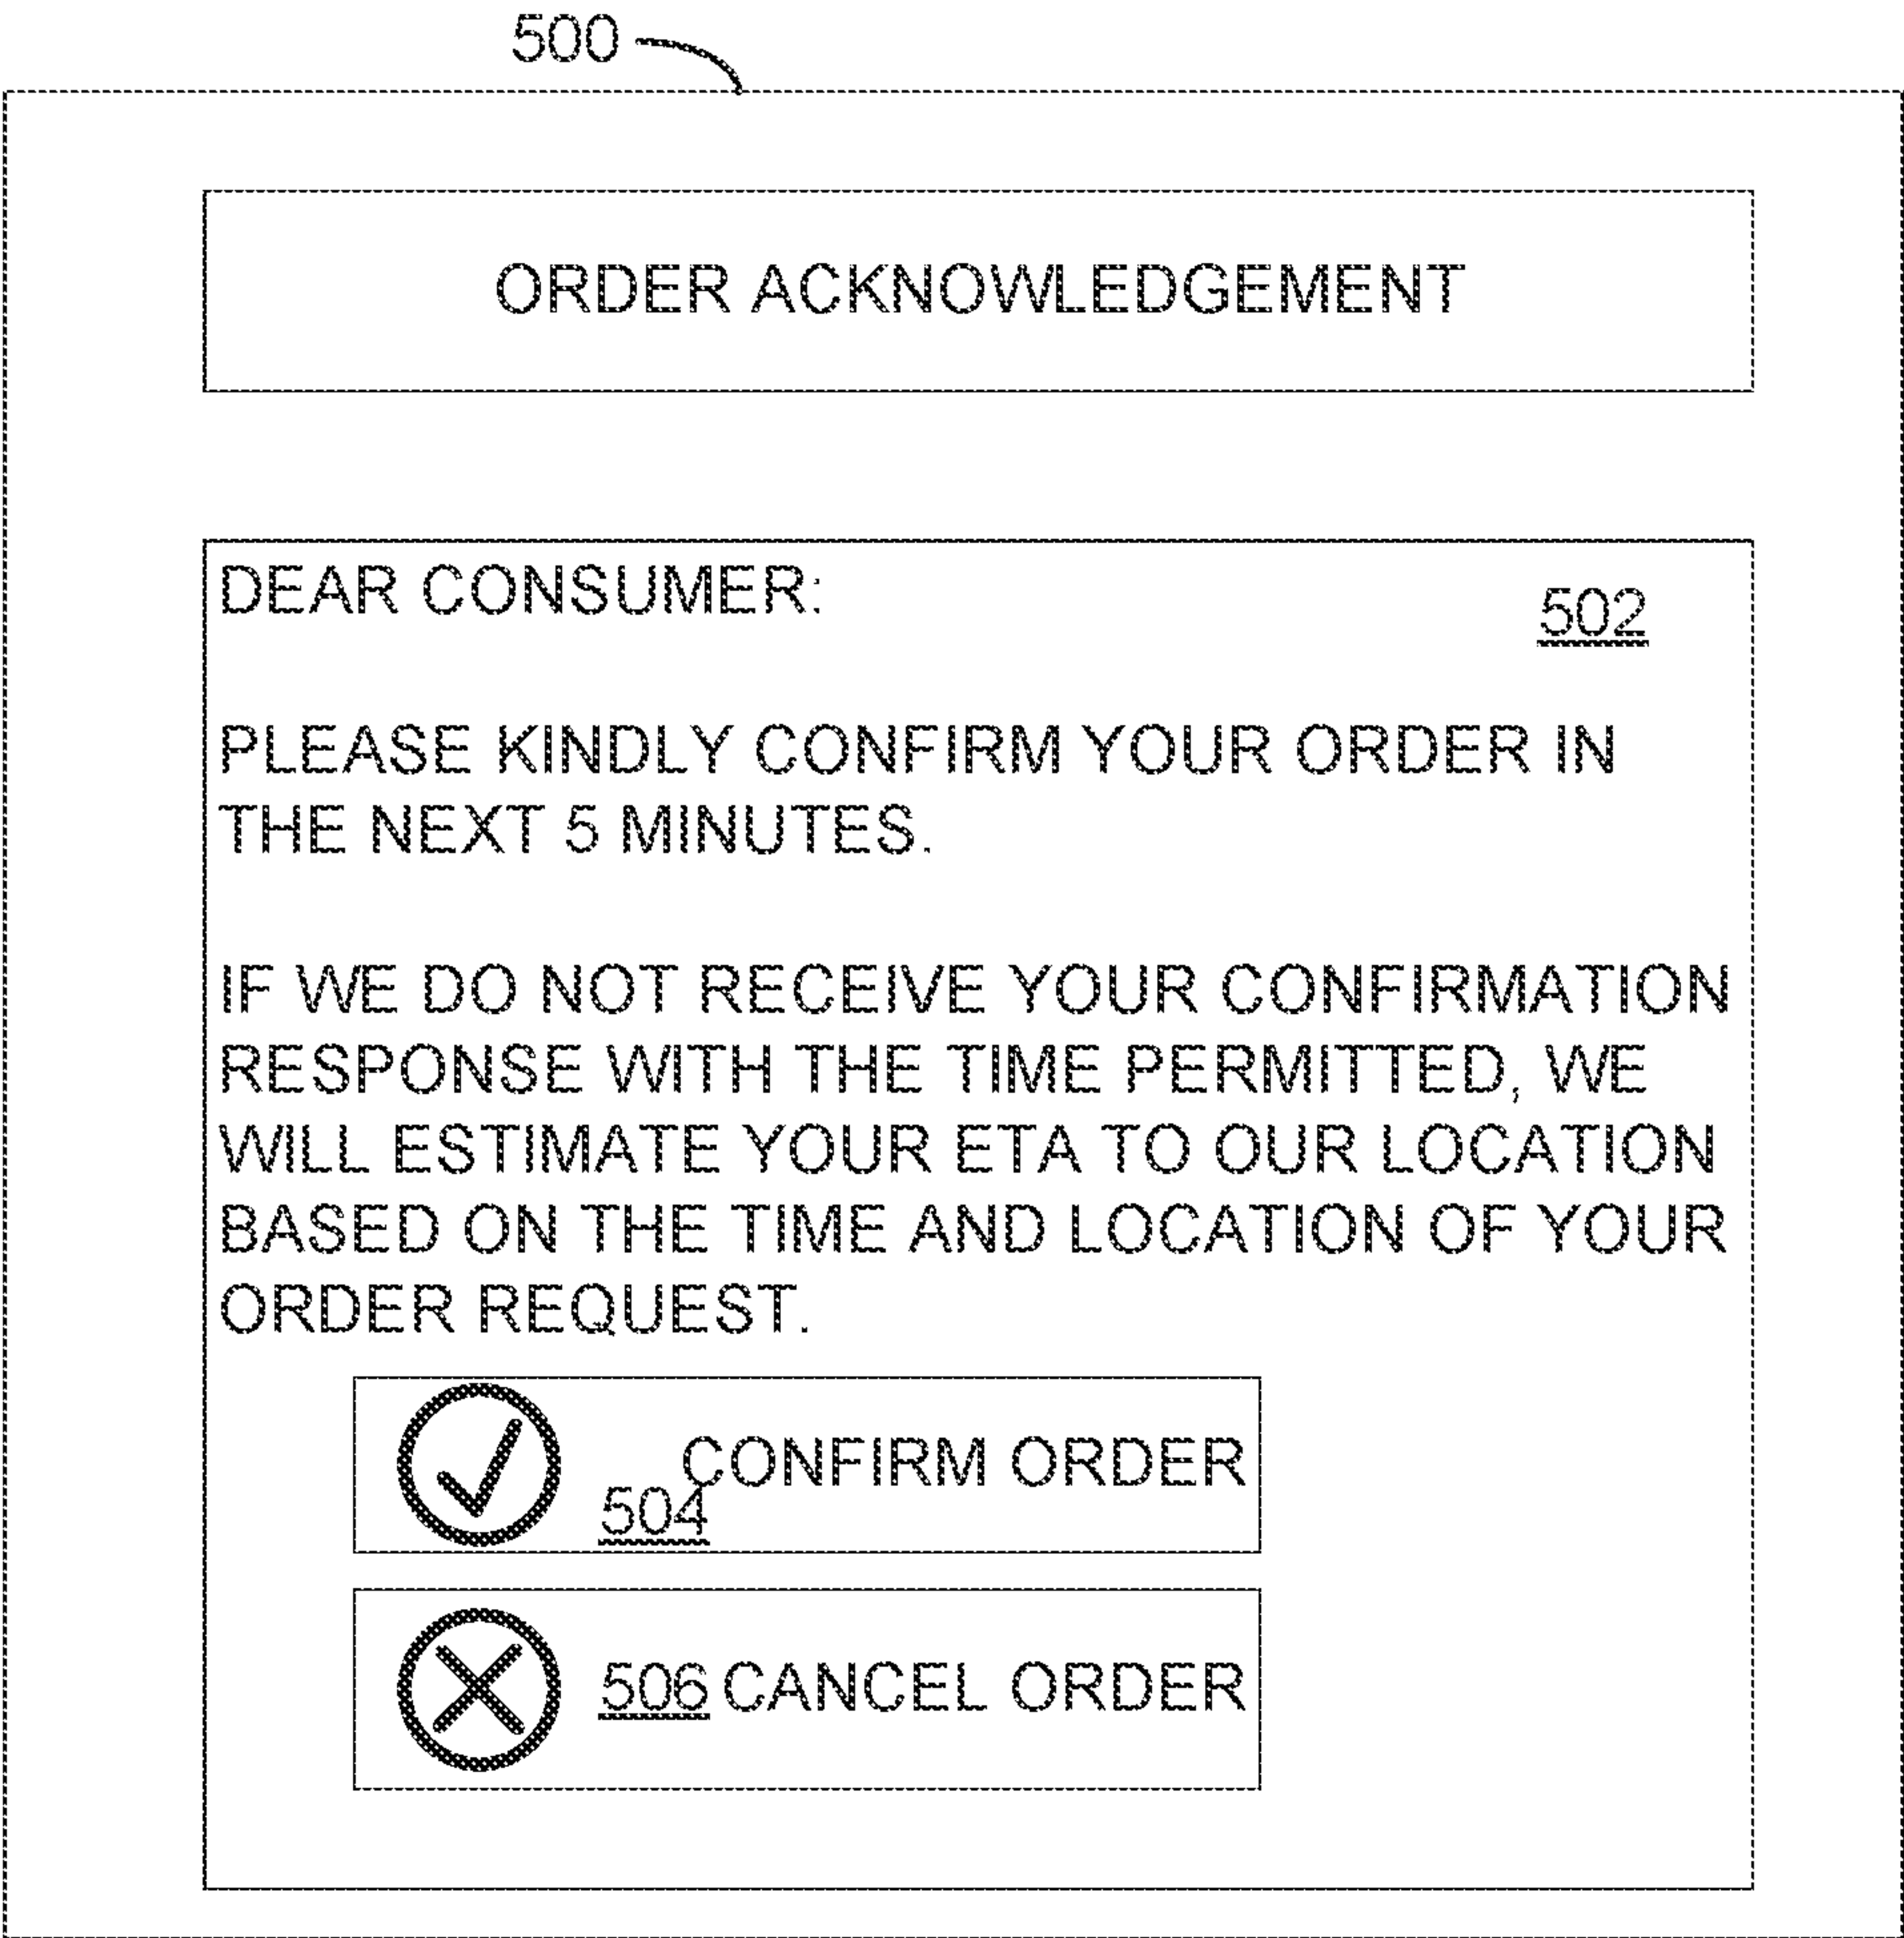 500
ORDER ACKNOWLEDGEMENT
DEAR CONSUMER:
502
PLEASE KINDLY CONFIRM YOUR ORDER IN
THE NEXT 5 MINUTES.
IF WE DO NOT RECEIVE YOUR CONFIRMATION
RESPONSE WITH THE TIME PERMITTED, WE
WILL ESTIMATE YOUR ETA TO OUR LOCATION
BASED ON THE TIME AND LOCATION OF YOUR
ORDER REQUEST.
CONFIRM ORDER
504
506 CANCEL ORDER